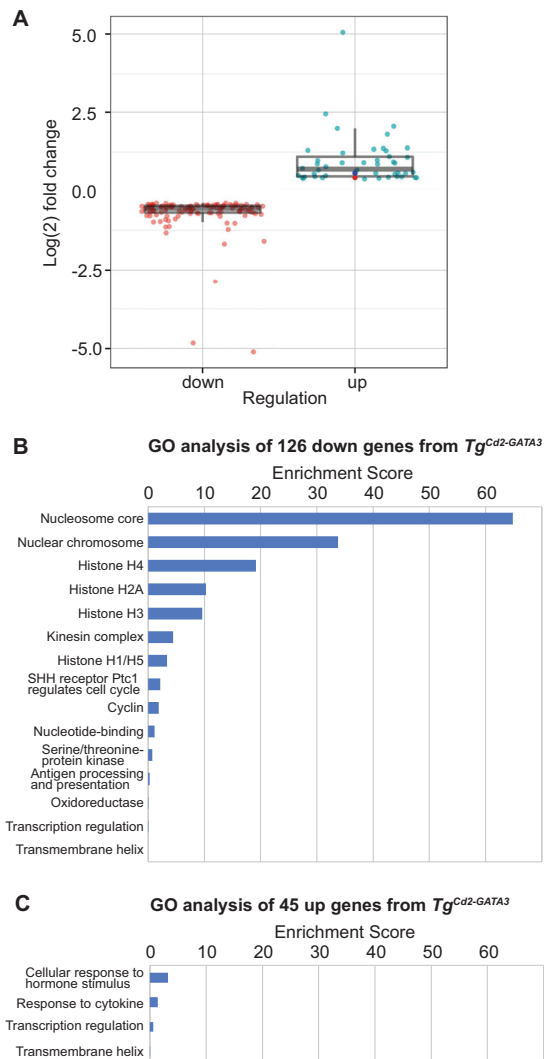 A
5.0
2.5
0.0
-2.5
-5.0
Log(2) fold change
down
up
Regulation
B
GO analysis of 126 down genes from Tg^Cd2-GATA3
Enrichment Score
0 10 20 30 40 50 60
Nucleosome core
Nuclear chromosome
Histone H4
Histone H2A
Histone H3
Kinesin complex
Histone H1/H5
SHH receptor Ptc1
regulates cell cycle
Cyclin
Nucleotide-binding
Serine/threonine-
protein kinase
Antigen processing
and presentation
Oxidoreductase
Transcription regulation
Transmembrane helix
C
GO analysis of 45 up genes from Tg^Cd2-GATA3
Enrichment Score
0 10 20 30 40 50 60
Cellular response to
hormone stimulus
Response to cytokine
Transcription regulation
Transmembrane helix